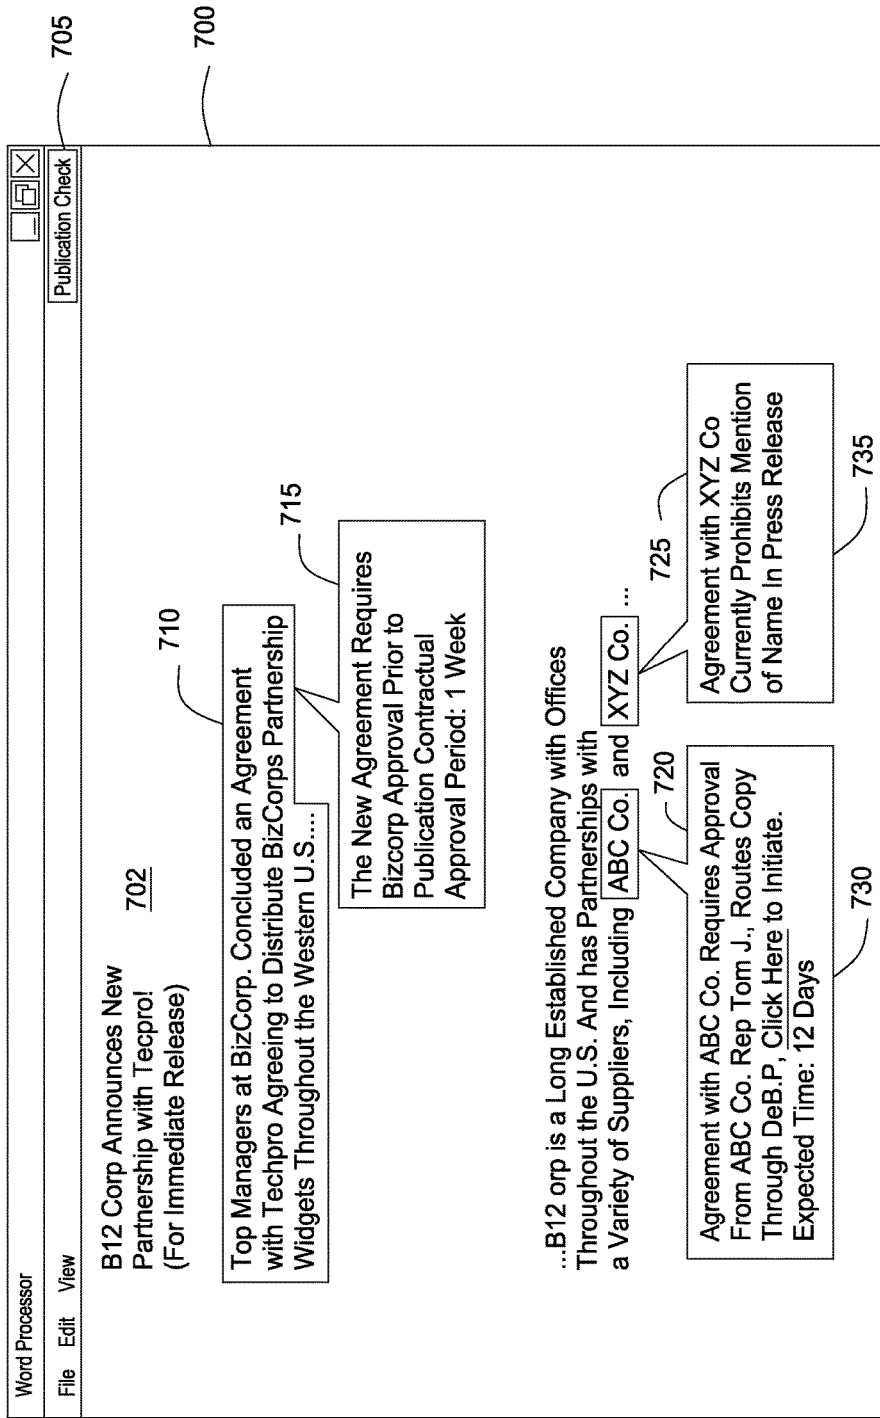 Word Processor
File Edit View
Publication Check
705
700
B12 Corp Announces New
Partnership with Tecpro!
(For Immediate Release)
702
710
Top Managers at BizCorp. Concluded an Agreement
with Techpro Agreeing to Distribute BizCorps Partnership
Widgets Throughout the Western U.S....
715
The New Agreement Requires
Bizcorp Approval Prior to
Publication Contractual
Approval Period: 1 Week
...B12 orp is a Long Established Company with Offices
Throughout the U.S. And has Partnerships with
a Variety of Suppliers, Including ABC Co. and XYZ Co. ...
720
725
Agreement with ABC Co. Requires Approval
From ABC Co. Rep Tom J., Routes Copy
Through DeB.P, Click Here to Initiate.
Expected Time: 12 Days
730
Agreement with XYZ Co
Currently Prohibits Mention
of Name In Press Release
735